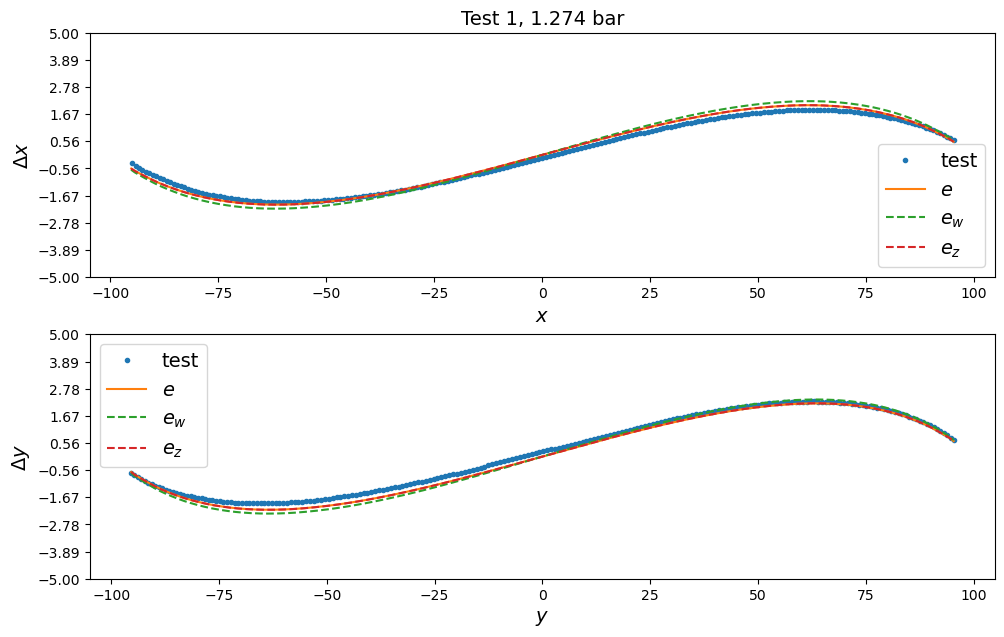 Test 1, 1.274 bar
5.00
3.89
2.78
1.67
0.56
−0.56
−1.67
−2.78
−3.89
−5.00
Δx
test
e
e_w
e_z
−100 −75 −50 −25 0 25 50 75 100
x
5.00
3.89
2.78
1.67
0.56
−0.56
−1.67
−2.78
−3.89
−5.00
Δy
test
e
e_w
e_z
−100 −75 −50 −25 0 25 50 75 100
y